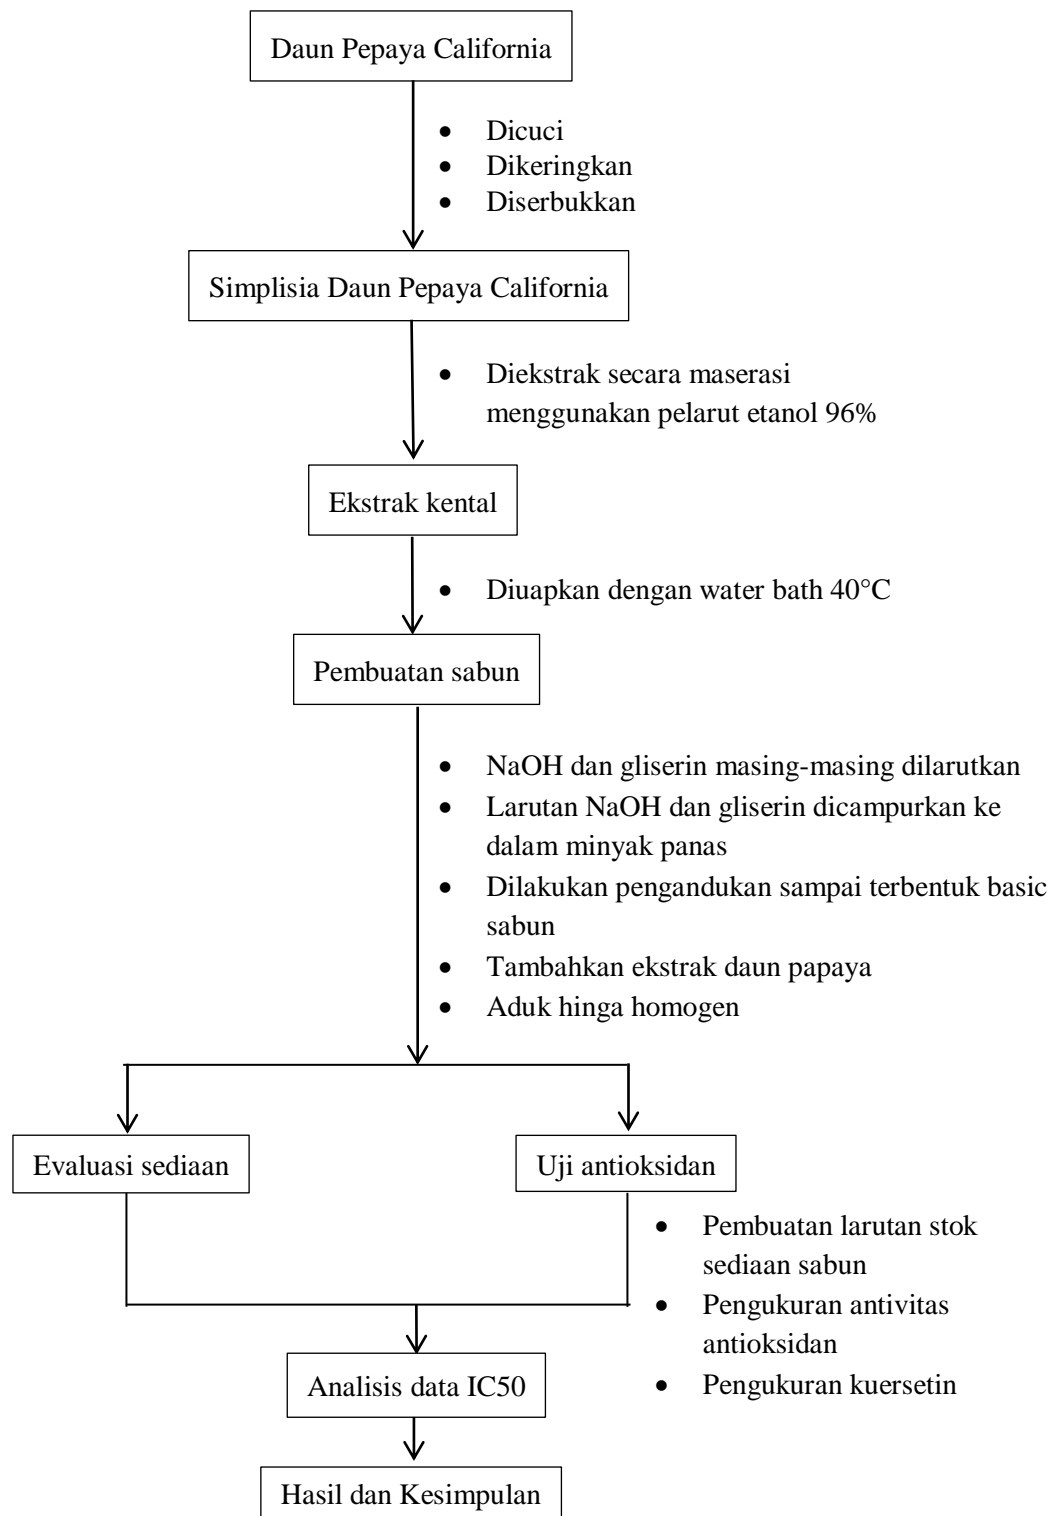 Daun Pepaya California
• Dicuci
• Dikeringkan
• Diserbukkan
Simplisia Daun Pepaya California
• Diekstrak secara maserasi
menggunakan pelarut etanol 96%
Ekstrak kental
• Diuapkan dengan water bath 40°C
Pembuatan sabun
• NaOH dan gliserin masing-masing dilarutkan
• Larutan NaOH dan gliserin dicampurkan ke
dalam minyak panas
• Dilakukan pengandukan sampai terbentuk basic
sabun
• Tambahkan ekstrak daun papaya
• Aduk hingga homogen
Evaluasi sediaan
Uji antioksidan
• Pembuatan larutan stok
sediaan sabun
• Pengukuran antivitas
antioksidan
• Pengukuran kuersetin
Analisis data IC50
Hasil dan Kesimpulan